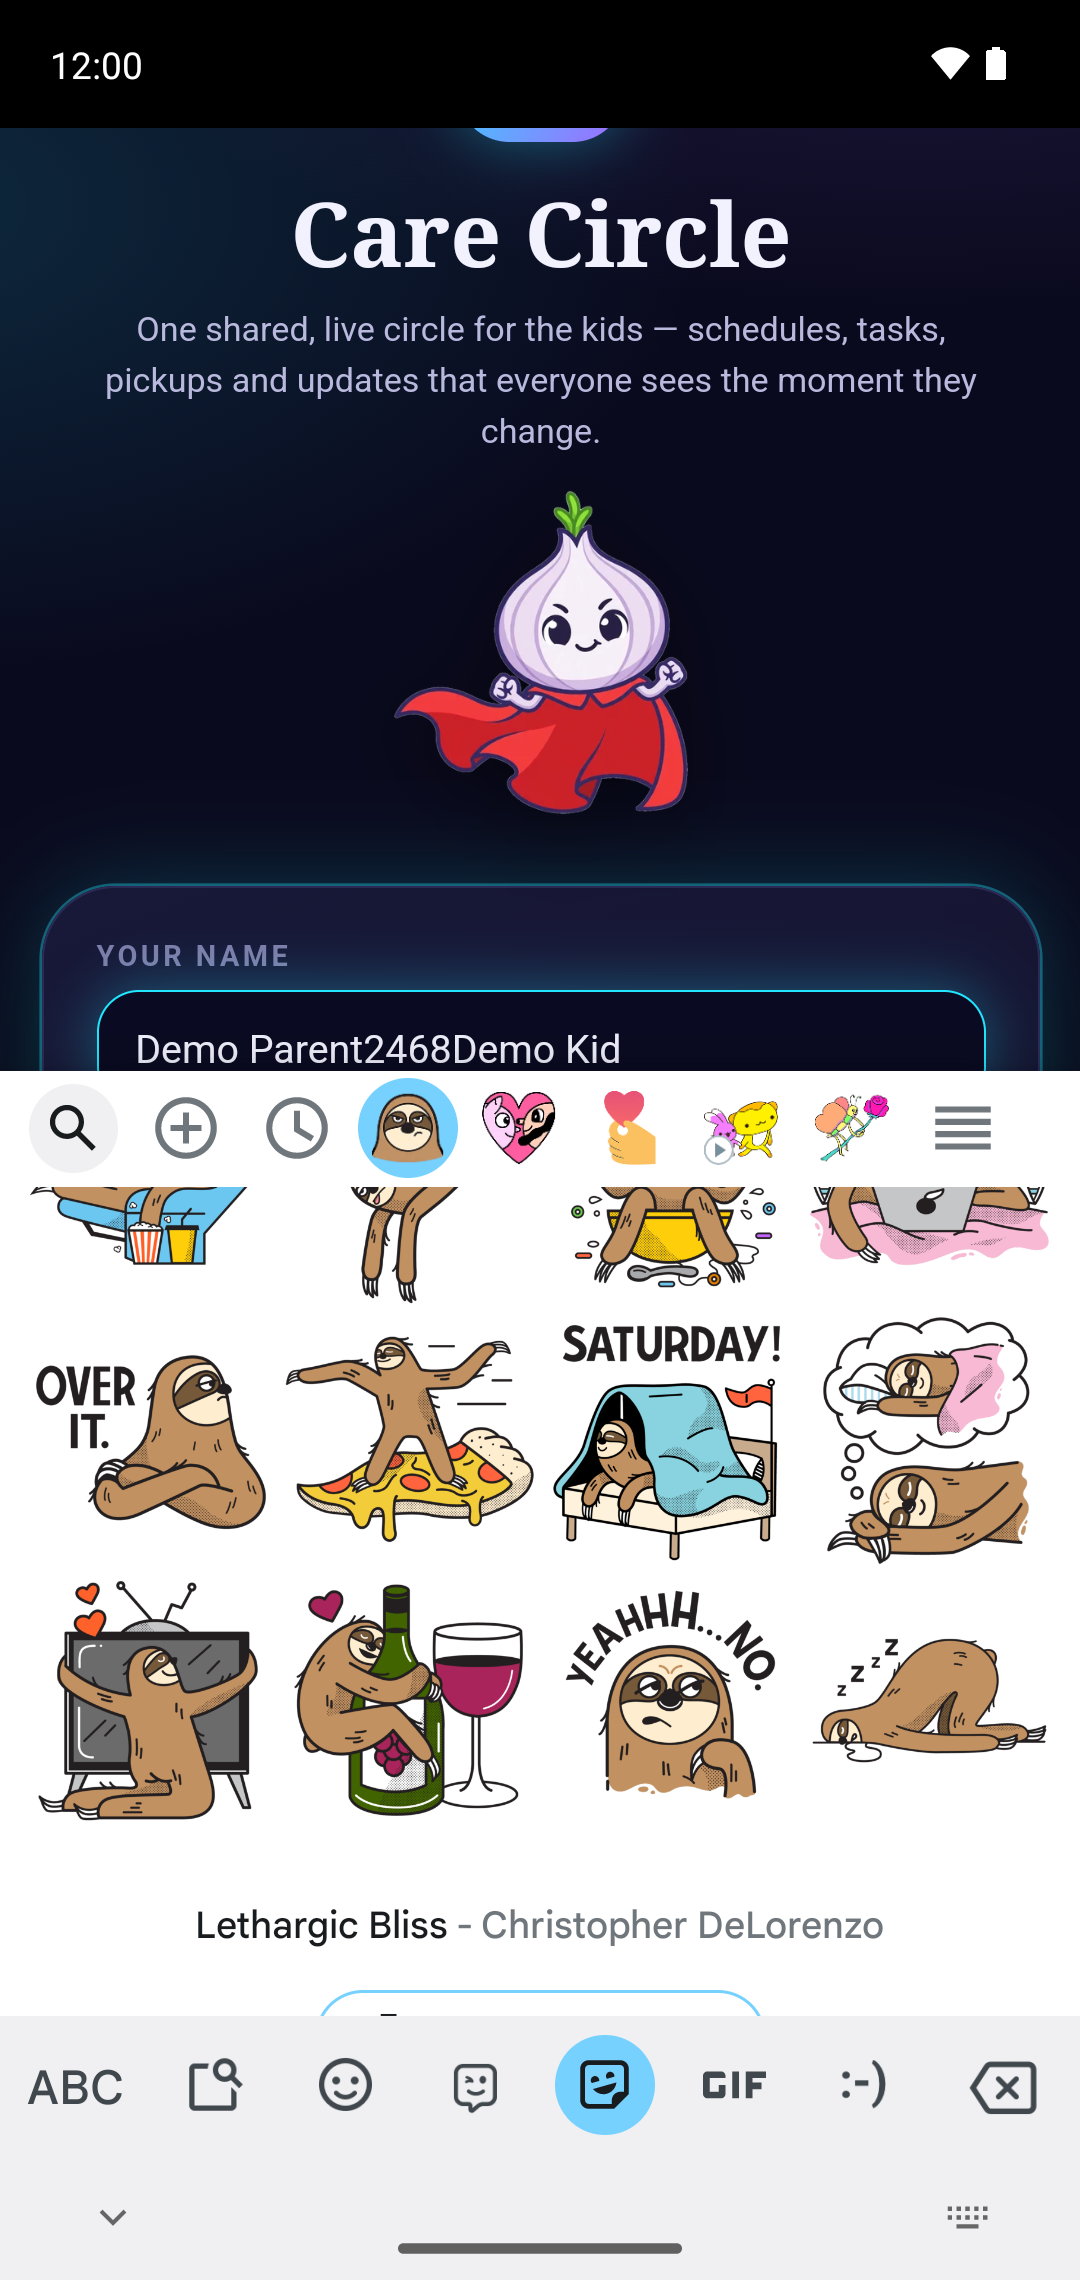 12:00
Care Circle
One shared, live circle for the kids — schedules, tasks,
pickups and updates that everyone sees the moment they
change.
YOUR NAME
Demo Parent2468Demo Kid
OVER
IT.
SATURDAY!
YEAHHH...NO.
z z z z
Lethargic Bliss - Christopher DeLorenzo
ABC
GIF
:-)